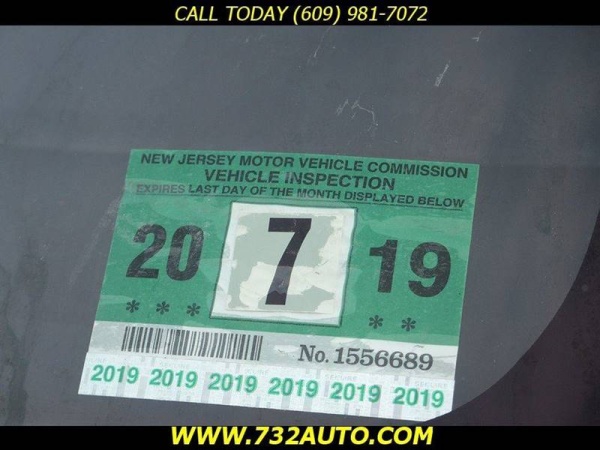 CALL TODAY (609) 981-7072
NEW JERSEY MOTOR VEHICLE COMMISSION
VEHICLE INSPECTION
EXPIRES LAST DAY OF THE MONTH DISPLAYED BELOW
20 7 19
* * * * *
No. 1556689
2019 2019 2019 2019 2019 2019
WWW.732AUTO.COM